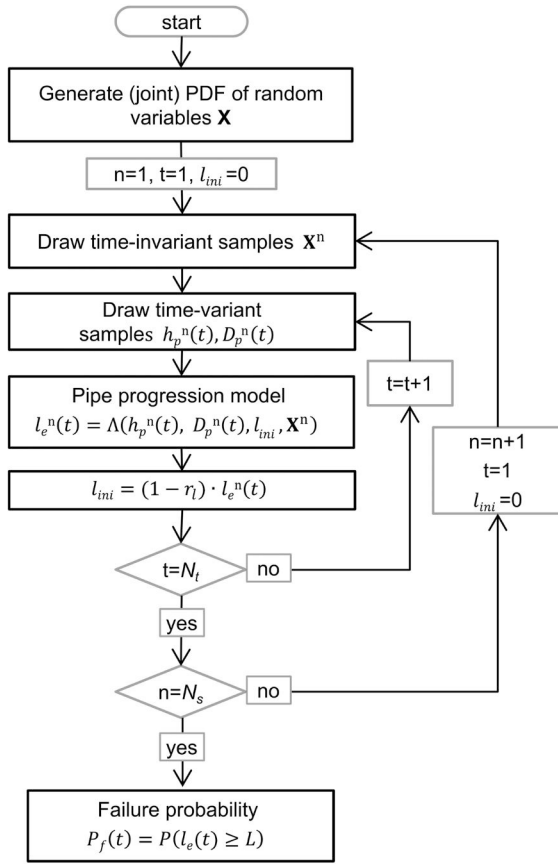 start
Generate (joint) PDF of random
variables X
n=1, t=1, l_ini =0
Draw time-invariant samples X^n
Draw time-variant
samples h_p^n(t), D_p^n(t)
t=t+1
Pipe progression model
l_e^n(t) = Λ(h_p^n(t), D_p^n(t), l_ini, X^n)
n=n+1
t=1
l_ini =0
l_ini = (1 − r_l) · l_e^n(t)
t=N_t
no
yes
n=N_s
no
yes
Failure probability
P_f(t) = P(l_e(t) ≥ L)